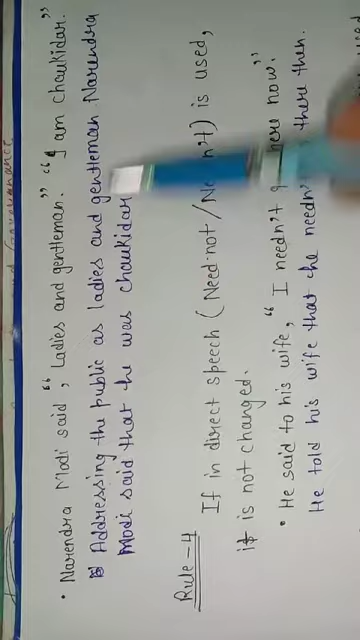 • Narendra Modi said, "Ladies and gentleman." "I am chaukidar."
Addressing the public as ladies and gentleman Narendra
Modi said that he was chaukidar
Rule-4 If in direct speech (Need not / n't) is used,
it is not changed.
• He said to his wife, "I needn't here now."
He told his wife that he needn't there then.